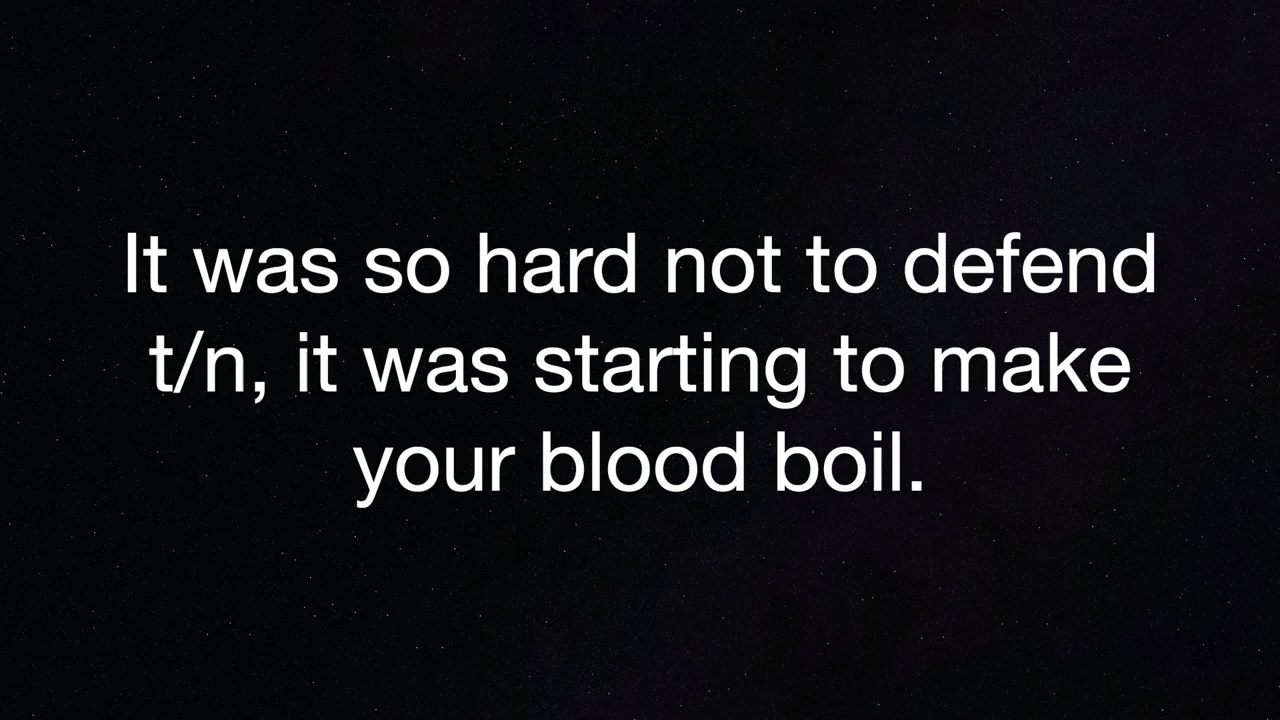 It was so hard not to defend
t/n, it was starting to make
your blood boil.